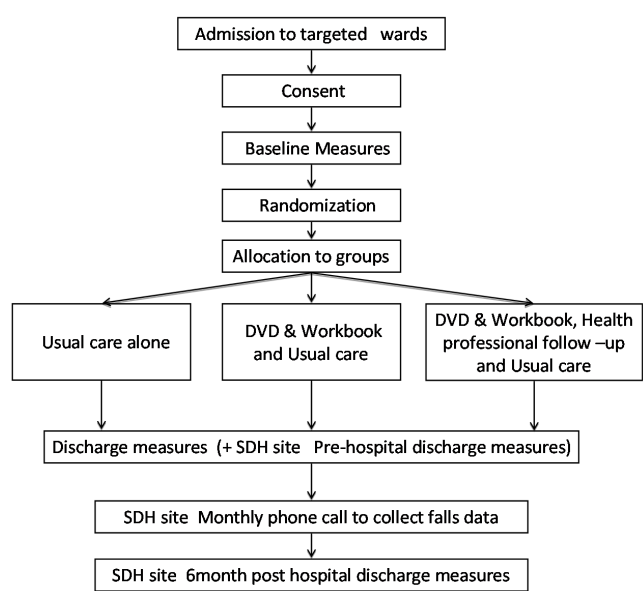 Admission to targeted wards
Consent
Baseline Measures
Randomization
Allocation to groups
Usual care alone
DVD & Workbook
and Usual care
DVD & Workbook, Health
professional follow –up
and Usual care
Discharge measures (+ SDH site Pre-hospital discharge measures)
SDH site Monthly phone call to collect falls data
SDH site 6month post hospital discharge measures